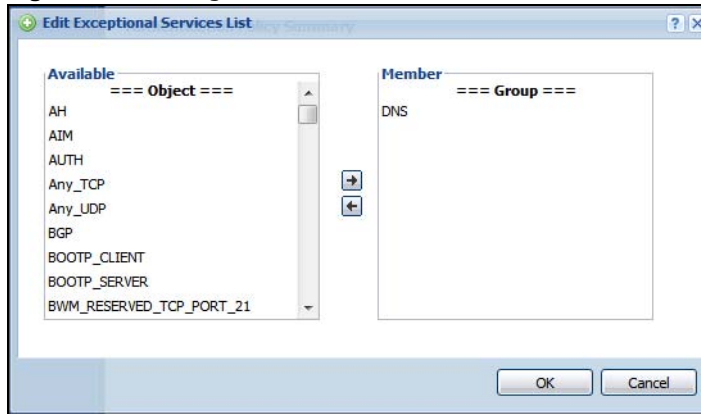 Edit Exceptional Services List
Available
=== Object ===
AH
AIM
AUTH
Any_TCP
Any_UDP
BGP
BOOTP_CLIENT
BOOTP_SERVER
BWM_RESERVED_TCP_PORT_21
Member
=== Group ===
DNS
OK
Cancel